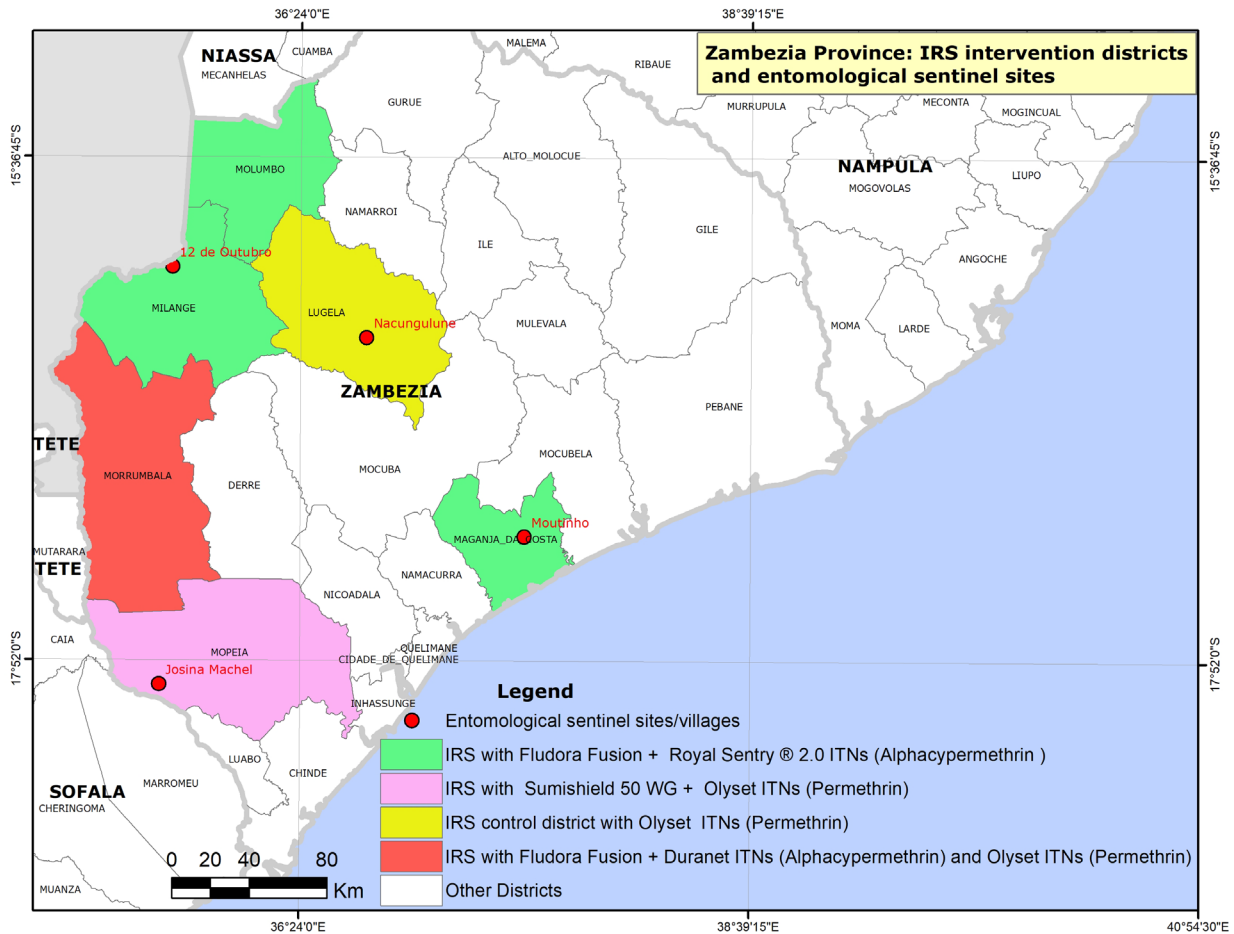 36°24'0"E
38°39'15"E
Zambezia Province: IRS intervention districts
and entomological sentinel sites
NIASSA
MECANHELAS
CUAMBA
MALEMA
RIBAUE
GURUE
MURRUPULA
MECONTA
MOGINCUAL
15°36'45"S
15°36'45"S
MOLUMBO
ALTO_MOLOCUE
NAMPULA
MOGOVOLAS
LIUPO
NAMARROI
ILE
GILE
ANGOCHE
12 de Outubro
MILANGE
LUGELA
Nacungulune
MULEVALA
MOMA
LARDE
ZAMBEZIA
PEBANE
TETE
MORRUMBALA
DERRE
MOCUBA
MOCUBELA
Moutinho
MAGANJA_DA_COSTA
MUTARARA
TETE
NAMACURRA
NICOADALA
CAIA
MOPEIA
QUELIMANE
CIDADE_DE_QUELIMANE
17°52'0"S
17°52'0"S
Josina Machel
INHASSUNGE
LUABO
CHINDE
MARROMEU
SOFALA
CHERINGOMA
MUANZA
Legend
Entomological sentinel sites/villages
IRS with Fludora Fusion + Royal Sentry ® 2.0 ITNs (Alphacypermethrin )
IRS with Sumishield 50 WG + Olyset ITNs (Permethrin)
IRS control district with Olyset ITNs (Permethrin)
IRS with Fludora Fusion + Duranet ITNs (Alphacypermethrin) and Olyset ITNs (Permethrin)
Other Districts
0 20 40 80
Km
36°24'0"E
38°39'15"E
40°54'30"E